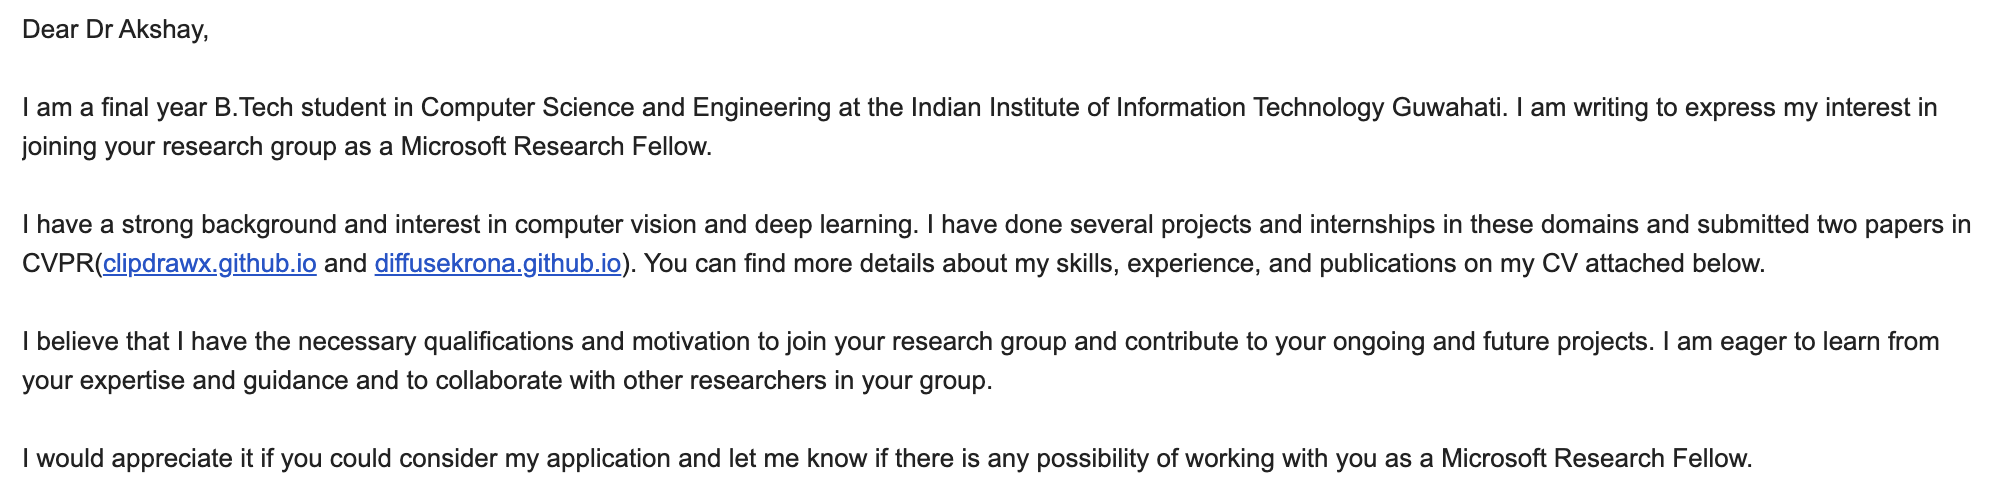 Dear Dr Akshay,
I am a final year B.Tech student in Computer Science and Engineering at the Indian Institute of Information Technology Guwahati. I am writing to express my interest in
joining your research group as a Microsoft Research Fellow.
I have a strong background and interest in computer vision and deep learning. I have done several projects and internships in these domains and submitted two papers in
CVPR(clipdrawx.github.io and diffusekrona.github.io). You can find more details about my skills, experience, and publications on my CV attached below.
I believe that I have the necessary qualifications and motivation to join your research group and contribute to your ongoing and future projects. I am eager to learn from
your expertise and guidance and to collaborate with other researchers in your group.
I would appreciate it if you could consider my application and let me know if there is any possibility of working with you as a Microsoft Research Fellow.